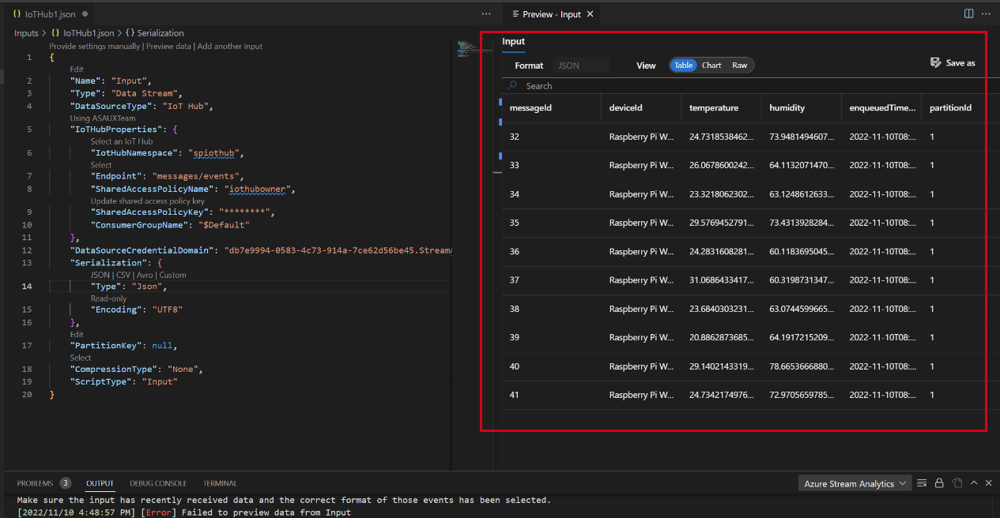 {} IoTHub1.json ●
Inputs > {} IoTHub1.json > {} Serialization
Provide settings manually | Preview data | Add another input
1 {
Edit
2 "Name": "Input",
3 "Type": "Data Stream",
4 "DataSourceType": "IoT Hub",
Using ASAUXTeam
5 "IoTHubProperties": {
Select an IoT Hub
6 "IotHubNamespace": "spiothub",
Select
7 "Endpoint": "messages/events",
8 "SharedAccessPolicyName": "iothubowner",
Update shared access policy key
9 "SharedAccessPolicyKey": "********",
10 "ConsumerGroupName": "$Default"
11 },
12 "DataSourceCredentialDomain": "db7e9994-0583-4c73-914a-7ce62d56be45.Stream
13 "Serialization": {
JSON | CSV | Avro | Custom
14 "Type": "Json",
Read-only
15 "Encoding": "UTF8"
16 },
Edit
17 "PartitionKey": null,
Select
18 "CompressionType": "None",
19 "ScriptType": "Input"
20 }
Preview - Input
Input
Format JSON View Table Chart Raw Save as
Search
messageId deviceId temperature humidity enqueuedTime... partitionId
32 Raspberry Pi W... 24.7318538462... 73.9481494607... 2022-11-10T08:... 1
33 Raspberry Pi W... 26.0678600242... 64.1132071470... 2022-11-10T08:... 1
34 Raspberry Pi W... 23.3218062302... 63.1248612633... 2022-11-10T08:... 1
35 Raspberry Pi W... 29.5769452791... 73.4313928284... 2022-11-10T08:... 1
36 Raspberry Pi W... 24.2831608281... 60.1183695045... 2022-11-10T08:... 1
37 Raspberry Pi W... 31.0686433417... 60.3198731347... 2022-11-10T08:... 1
38 Raspberry Pi W... 23.6840303231... 63.0744599665... 2022-11-10T08:... 1
39 Raspberry Pi W... 20.8862873685... 64.1917215209... 2022-11-10T08:... 1
40 Raspberry Pi W... 29.1402143319... 78.6653666880... 2022-11-10T08:... 1
41 Raspberry Pi W... 24.7342174976... 72.9705659785... 2022-11-10T08:... 1
PROBLEMS 3 OUTPUT DEBUG CONSOLE TERMINAL Azure Stream Analytics
Make sure the input has recently received data and the correct format of those events has been selected.
[2022/11/10 4:48:57 PM] [Error] Failed to preview data from Input